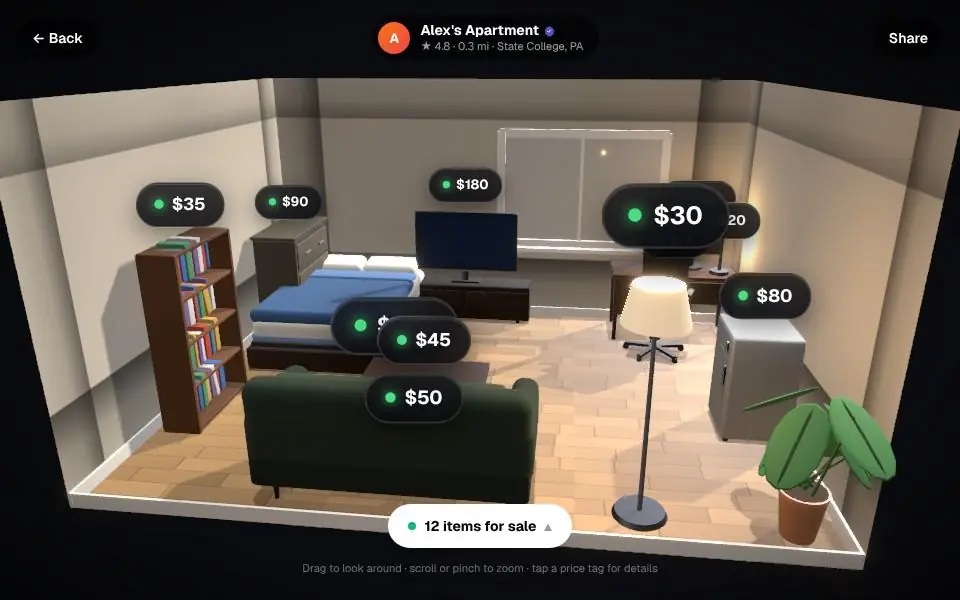 ← Back
A
Alex's Apartment
★ 4.8 · 0.3 mi · State College, PA
Share
$35
$90
$180
$30
20
$80
$
$45
$50
12 items for sale ▲
Drag to look around · scroll or pinch to zoom · tap a price tag for details